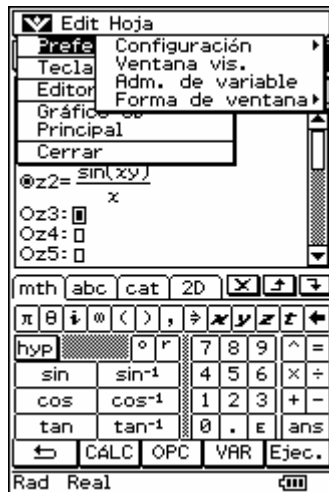 Edit Hoja
Prefe
Configuración
Tecla
Ventana vis.
Editor
Adm. de variable
Forma de ventana
Gráfico 3D
Principal
Cerrar
z2= sin(xy)
x
z3:
z4:
z5:
mth abc cat 2D
π θ i ∞ ( ) , ⇒ x y z t ←
hyp ° r 7 8 9 ^ =
sin sin⁻¹ 4 5 6 × ÷
cos cos⁻¹ 1 2 3 + −
tan tan⁻¹ 0 . E ans
CALC OPC VAR Ejec.
Rad Real